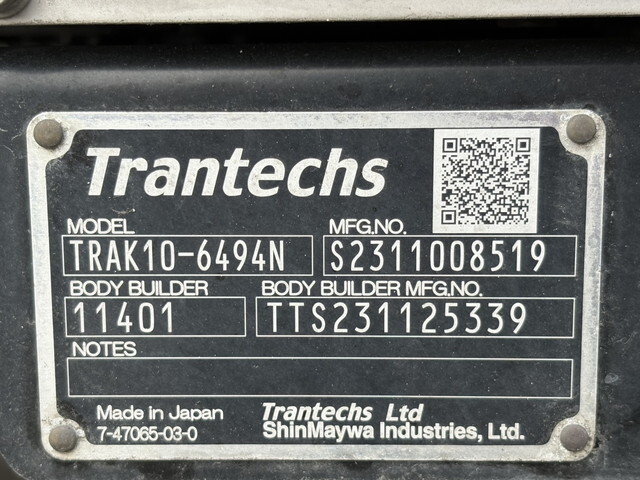 Trantechs
MODEL MFG.NO.
TRAK10-6494N S2311008519
BODY BUILDER BODY BUILDER MFG.NO.
11401 TTS231125339
NOTES
Made in Japan Trantechs Ltd
7-47065-03-0 ShinMaywa Industries, Ltd.